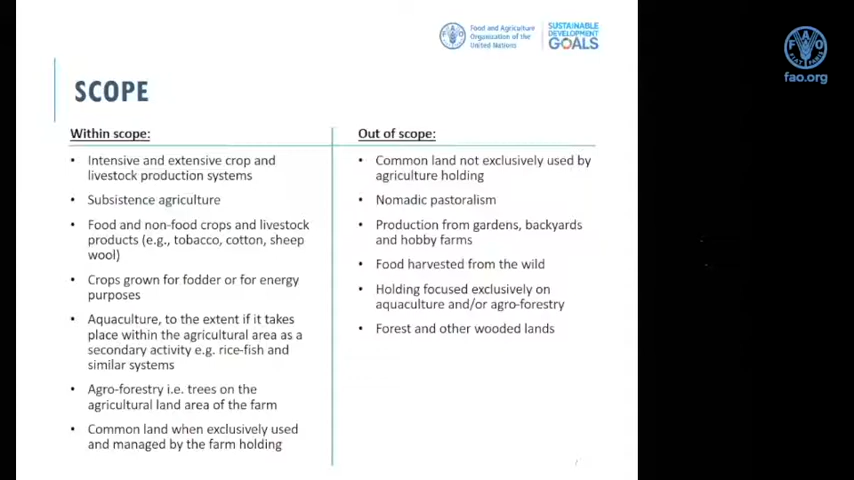 Food and Agriculture
Organization of the
United Nations
SUSTAINABLE
DEVELOPMENT
GOALS
fao.org
SCOPE
Within scope:
• Intensive and extensive crop and
livestock production systems
• Subsistence agriculture
• Food and non-food crops and livestock
products (e.g., tobacco, cotton, sheep
wool)
• Crops grown for fodder or for energy
purposes
• Aquaculture, to the extent if it takes
place within the agricultural area as a
secondary activity e.g. rice-fish and
similar systems
• Agro-forestry i.e. trees on the
agricultural land area of the farm
• Common land when exclusively used
and managed by the farm holding
Out of scope:
• Common land not exclusively used by
agriculture holding
• Nomadic pastoralism
• Production from gardens, backyards
and hobby farms
• Food harvested from the wild
• Holding focused exclusively on
aquaculture and/or agro-forestry
• Forest and other wooded lands